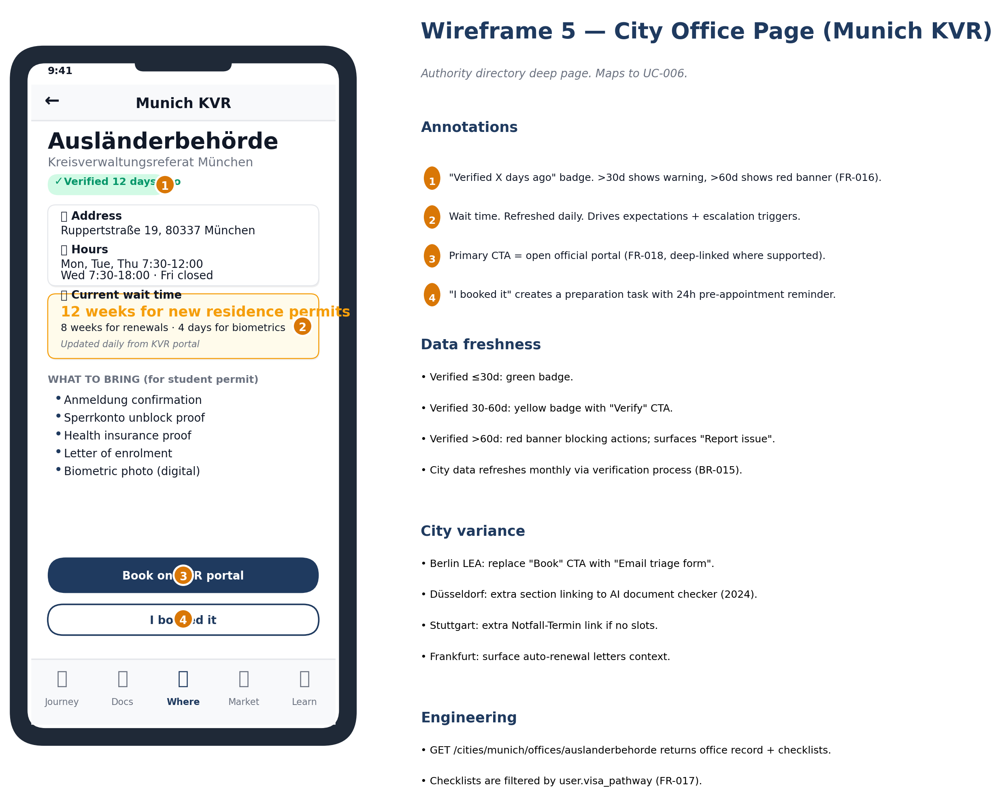 Wireframe 5 — City Office Page (Munich KVR)
Authority directory deep page. Maps to UC-006.
9:41
← Munich KVR
Ausländerbehörde
Kreisverwaltungsreferat München
✓ Verified 12 days o
1
Address
Ruppertstraße 19, 80337 München
Hours
Mon, Tue, Thu 7:30-12:00
Wed 7:30-18:00 · Fri closed
Current wait time
12 weeks for new residence permits
8 weeks for renewals · 4 days for biometrics
2
Updated daily from KVR portal
WHAT TO BRING (for student permit)
• Anmeldung confirmation
• Sperrkonto unblock proof
• Health insurance proof
• Letter of enrolment
• Biometric photo (digital)
Book on 3 R portal
I bo 4 ed it
Journey
Docs
Where
Market
Learn
Annotations
1 "Verified X days ago" badge. >30d shows warning, >60d shows red banner (FR-016).
2 Wait time. Refreshed daily. Drives expectations + escalation triggers.
3 Primary CTA = open official portal (FR-018, deep-linked where supported).
4 "I booked it" creates a preparation task with 24h pre-appointment reminder.
Data freshness
• Verified ≤30d: green badge.
• Verified 30-60d: yellow badge with "Verify" CTA.
• Verified >60d: red banner blocking actions; surfaces "Report issue".
• City data refreshes monthly via verification process (BR-015).
City variance
• Berlin LEA: replace "Book" CTA with "Email triage form".
• Düsseldorf: extra section linking to AI document checker (2024).
• Stuttgart: extra Notfall-Termin link if no slots.
• Frankfurt: surface auto-renewal letters context.
Engineering
• GET /cities/munich/offices/auslanderbehorde returns office record + checklists.
• Checklists are filtered by user.visa_pathway (FR-017).